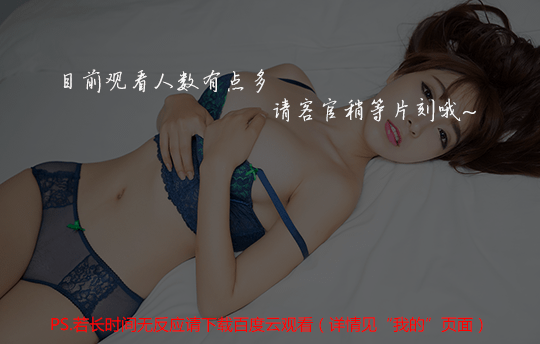 目前观看人数有点多
请客官稍等片刻哦~
PS.若长时间无反应请下载百度云观看（详情见“我的”页面）